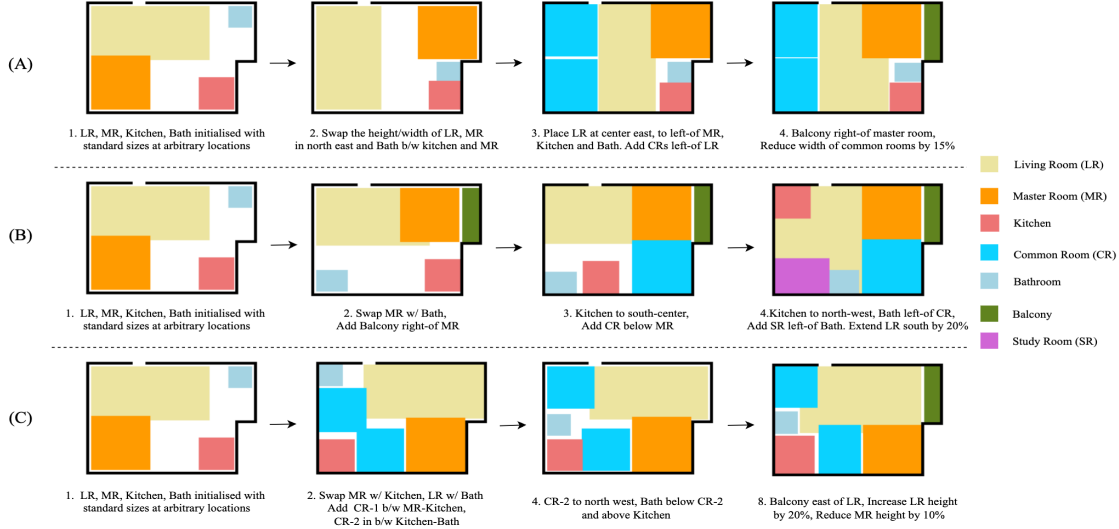 (A)
1. LR, MR, Kitchen, Bath initialised with
standard sizes at arbitrary locations
2. Swap the height/width of LR, MR
in north east and Bath b/w kitchen and MR
3. Place LR at center east, to left-of MR,
Kitchen and Bath. Add CRs left-of LR
4. Balcony right-of master room,
Reduce width of common rooms by 15%
(B)
1. LR, MR, Kitchen, Bath initialised with
standard sizes at arbitrary locations
2. Swap MR w/ Bath,
Add Balcony right-of MR
3. Kitchen to south-center,
Add CR below MR
4.Kitchen to north-west, Bath left-of CR,
Add SR left-of Bath. Extend LR south by 20%
(C)
1. LR, MR, Kitchen, Bath initialised with
standard sizes at arbitrary locations
2. Swap MR w/ Kitchen, LR w/ Bath
Add CR-1 b/w MR-Kitchen,
CR-2 in b/w Kitchen-Bath
4. CR-2 to north west, Bath below CR-2
and above Kitchen
8. Balcony east of LR, Increase LR height
by 20%, Reduce MR height by 10%
Living Room (LR)
Master Room (MR)
Kitchen
Common Room (CR)
Bathroom
Balcony
Study Room (SR)